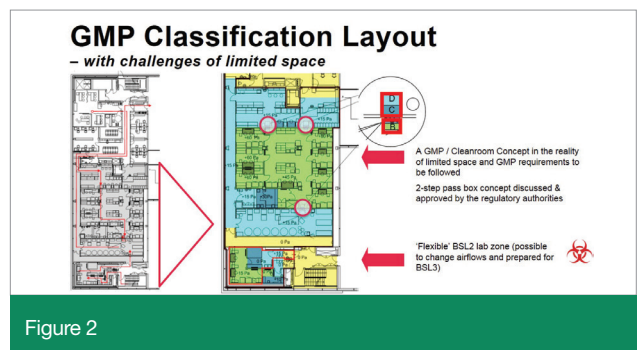 GMP Classification Layout
– with challenges of limited space
D
C
B
A GMP / Cleanroom Concept in the reality
of limited space and GMP requirements to
be followed
2-step pass box concept discussed &
approved by the regulatory authorities
0 Pa
'Flexible' BSL2 lab zone (possible
to change airflows and prepared for
BSL3)
Figure 2